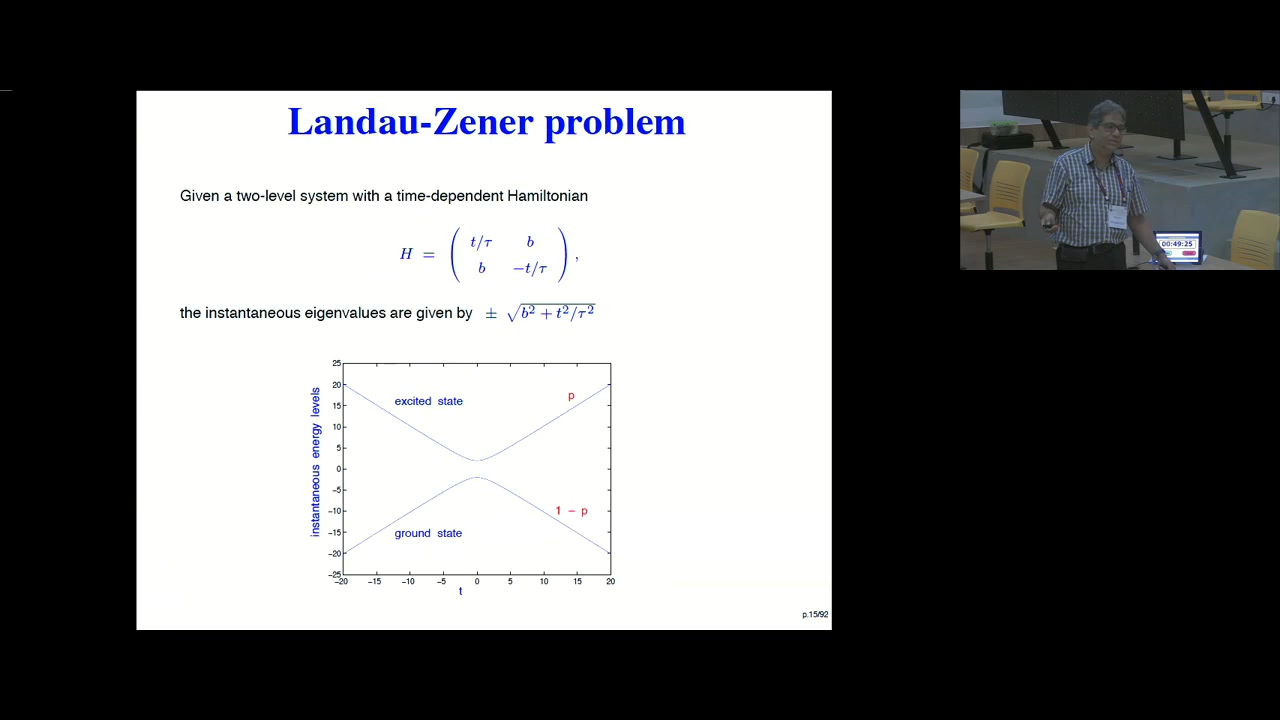 Landau-Zener problem
Given a two-level system with a time-dependent Hamiltonian
H = ( t/τ b
b −t/τ ) ,
the instantaneous eigenvalues are given by ± √b² + t²/τ²
25
20
15
10
5
0
−5
−10
−15
−20
−25
instantaneous energy levels
excited state
p
1 − p
ground state
−20 −15 −10 −5 0 5 10 15 20
t
p.15/92
00:49:25